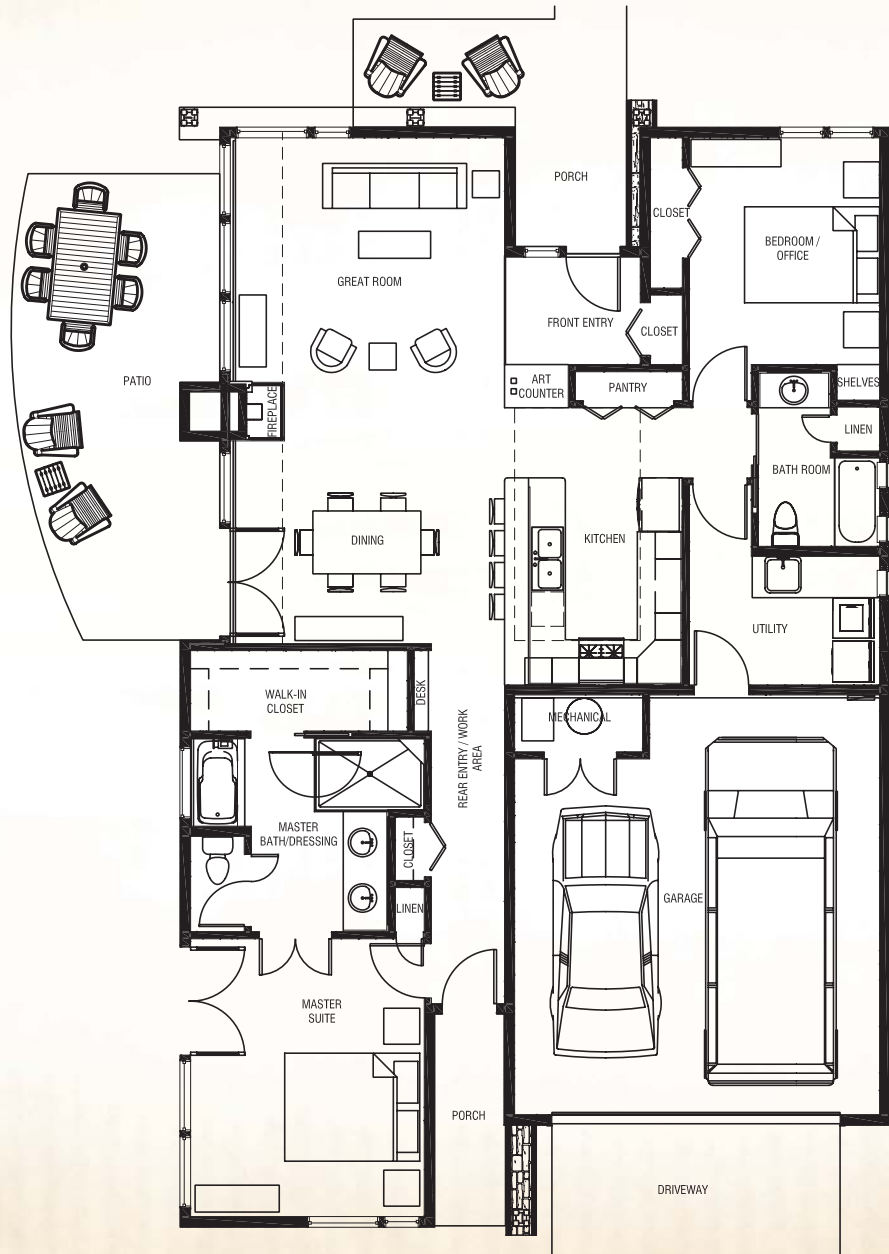 PORCH
CLOSET
BEDROOM /
OFFICE
GREAT ROOM
FRONT ENTRY
CLOSET
PATIO
ART
COUNTER
PANTRY
SHELVES
FIREPLACE
LINEN
BATH ROOM
DINING
KITCHEN
UTILITY
WALK-IN
CLOSET
DESK
REAR ENTRY / WORK
AREA
MECHANICAL
MASTER
BATH/DRESSING
CLOSET
LINEN
GARAGE
MASTER
SUITE
PORCH
DRIVEWAY